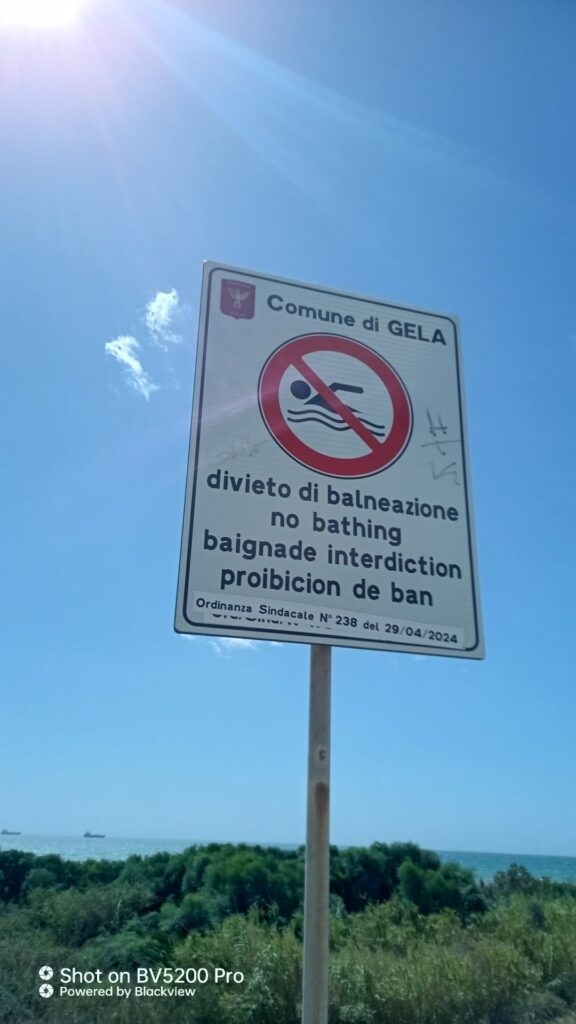 Comune di GELA
divieto di balneazione
no bathing
baignade interdiction
proibicion de ban
Ordinanza Sindacale N° 238 del 29/04/2024
Shot on BV5200 Pro
Powered by Blackview